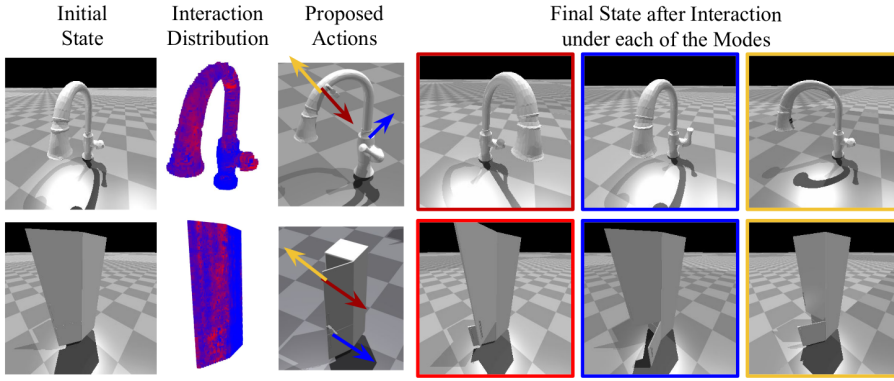 Initial
State
Interaction
Distribution
Proposed
Actions
Final State after Interaction
under each of the Modes